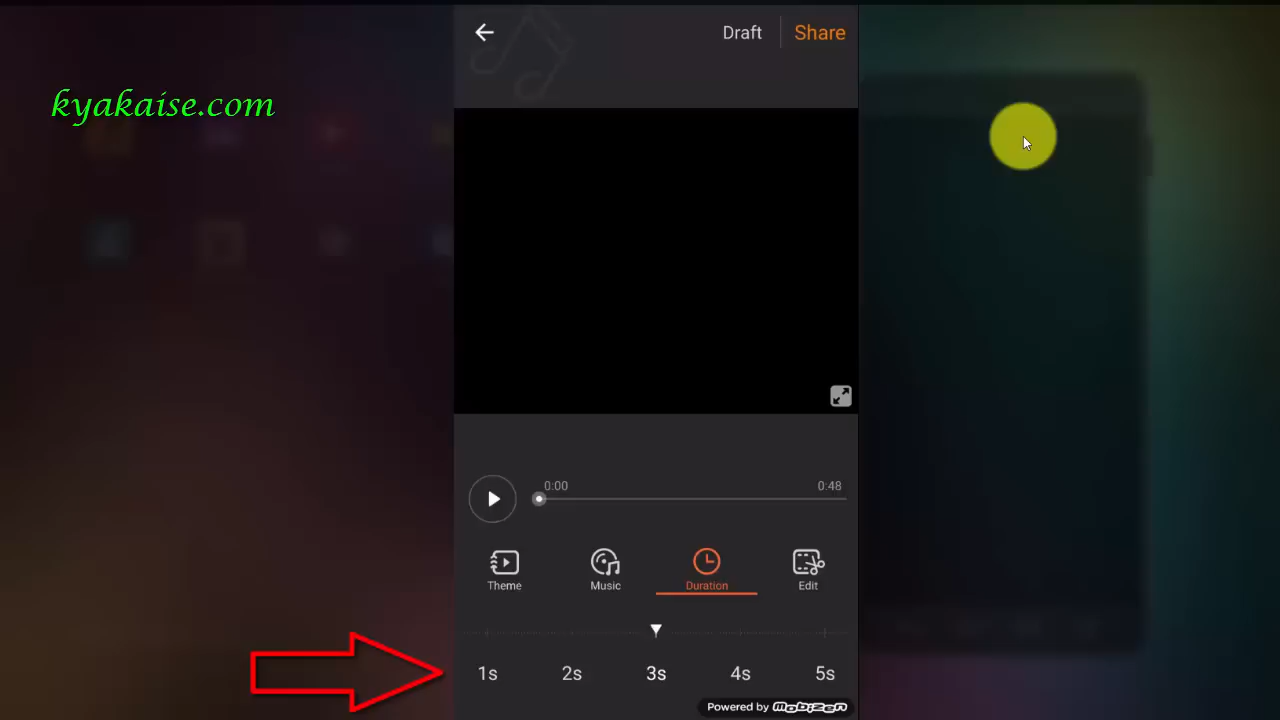 Draft
Share
kyakaise.com
0:00
0:48
Theme
Music
Duration
Edit
1s
2s
3s
4s
5s
Powered by mobizen